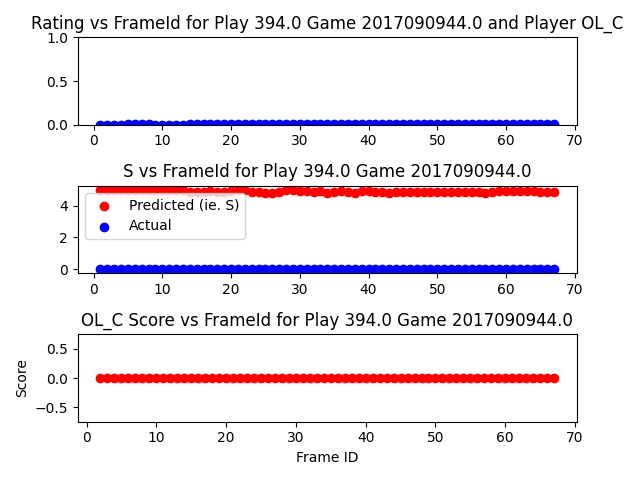 Rating vs FrameId for Play 394.0 Game 2017090944.0 and Player OL_C
1.0
0.5
0.0
0 10 20 30 40 50 60 70
S vs FrameId for Play 394.0 Game 2017090944.0
4
2
0
Predicted (ie. S)
Actual
0 10 20 30 40 50 60 70
OL_C Score vs FrameId for Play 394.0 Game 2017090944.0
Score
0.5
0.0
−0.5
0 10 20 30 40 50 60 70
Frame ID